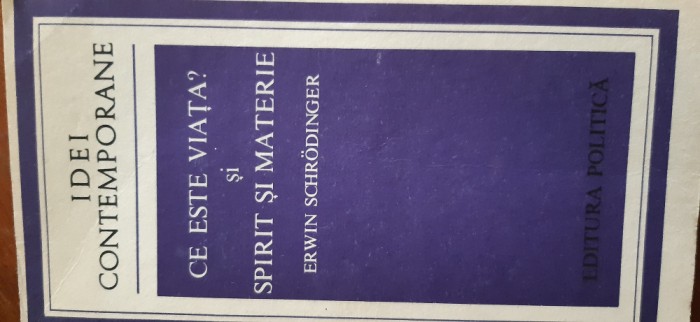 IDEI
CONTEMPORANE
CE ESTE VIAȚA?
și
SPIRIT ȘI MATERIE
ERWIN SCHRÖDINGER
EDITURA POLITICĂ